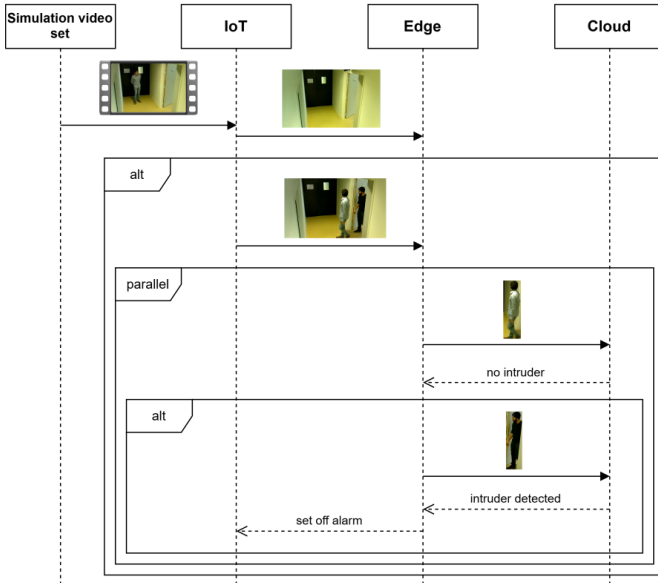 Simulation video
set
IoT
Edge
Cloud
alt
parallel
no intruder
alt
intruder detected
set off alarm